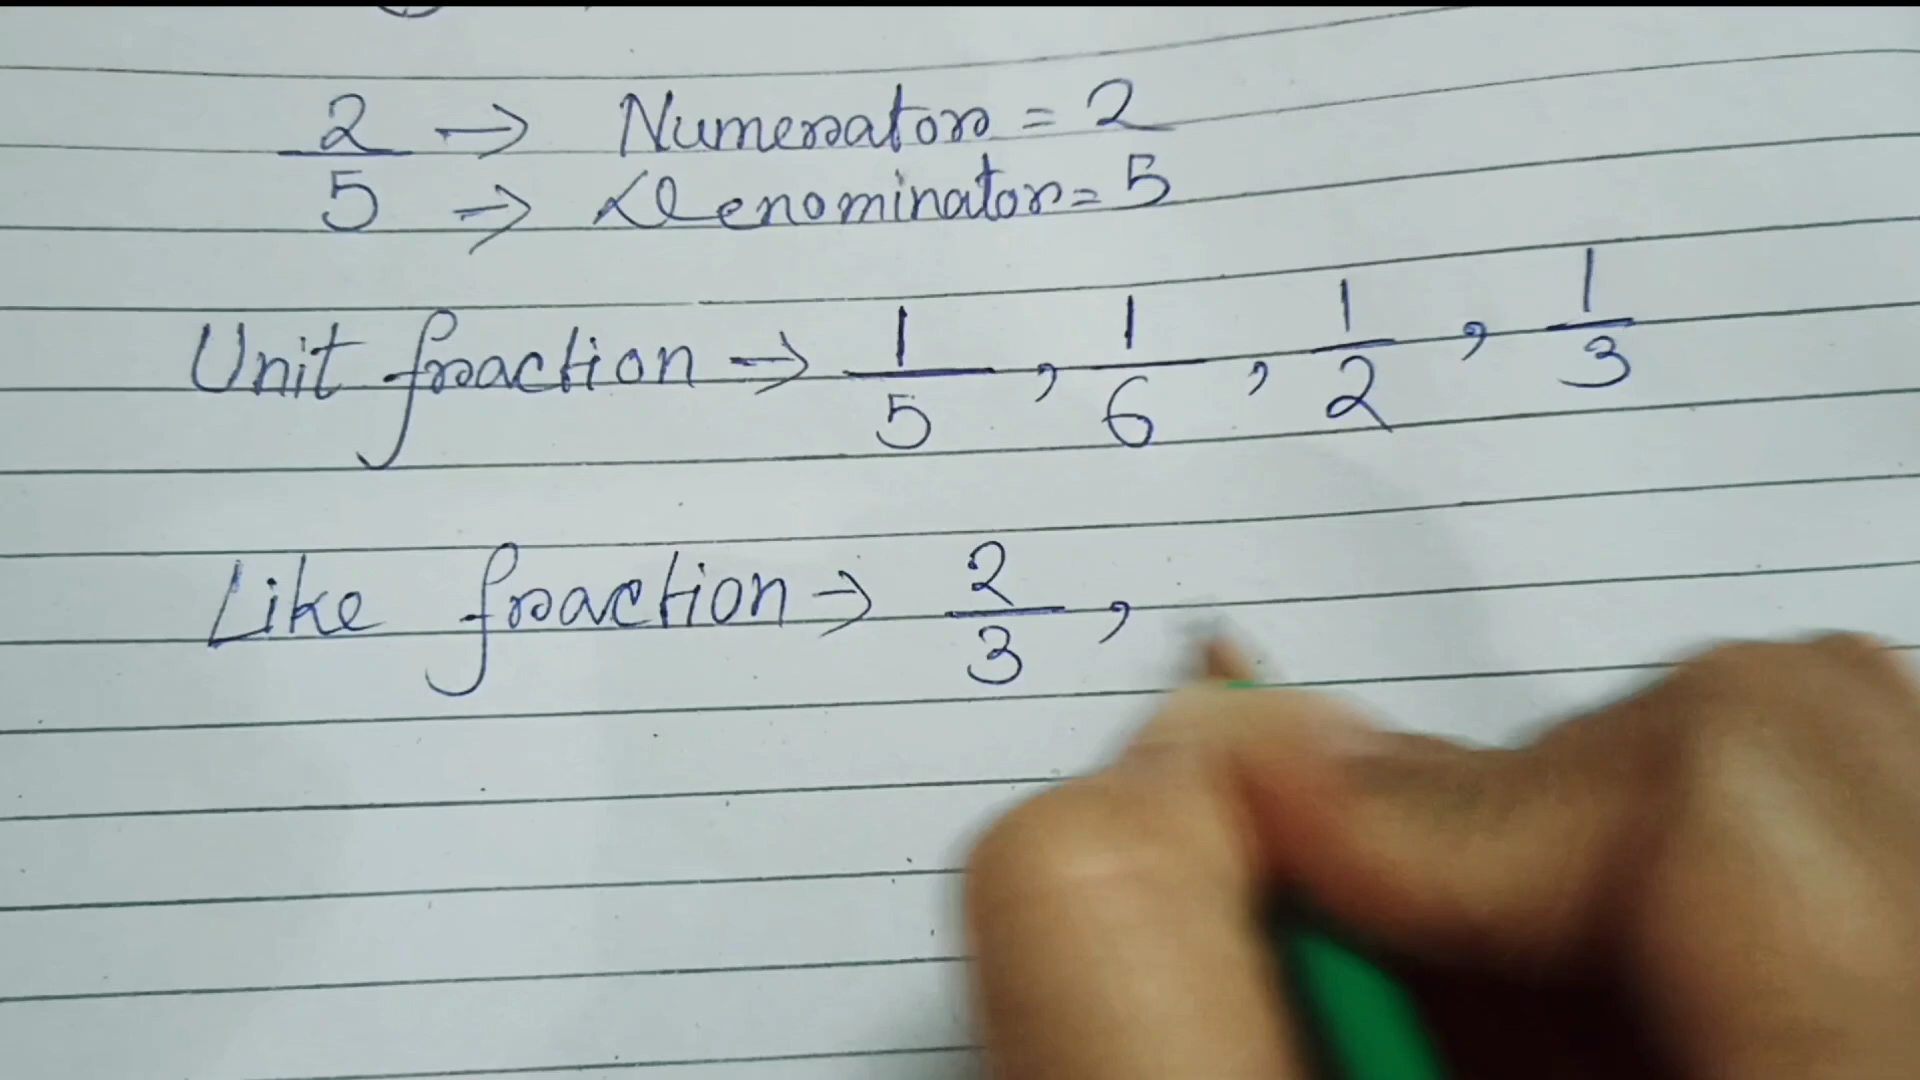 2/5 → Numerator = 2
→ Denominator = 5
Unit fraction → 1/5, 1/6, 1/2, 1/3
Like fraction → 2/3,